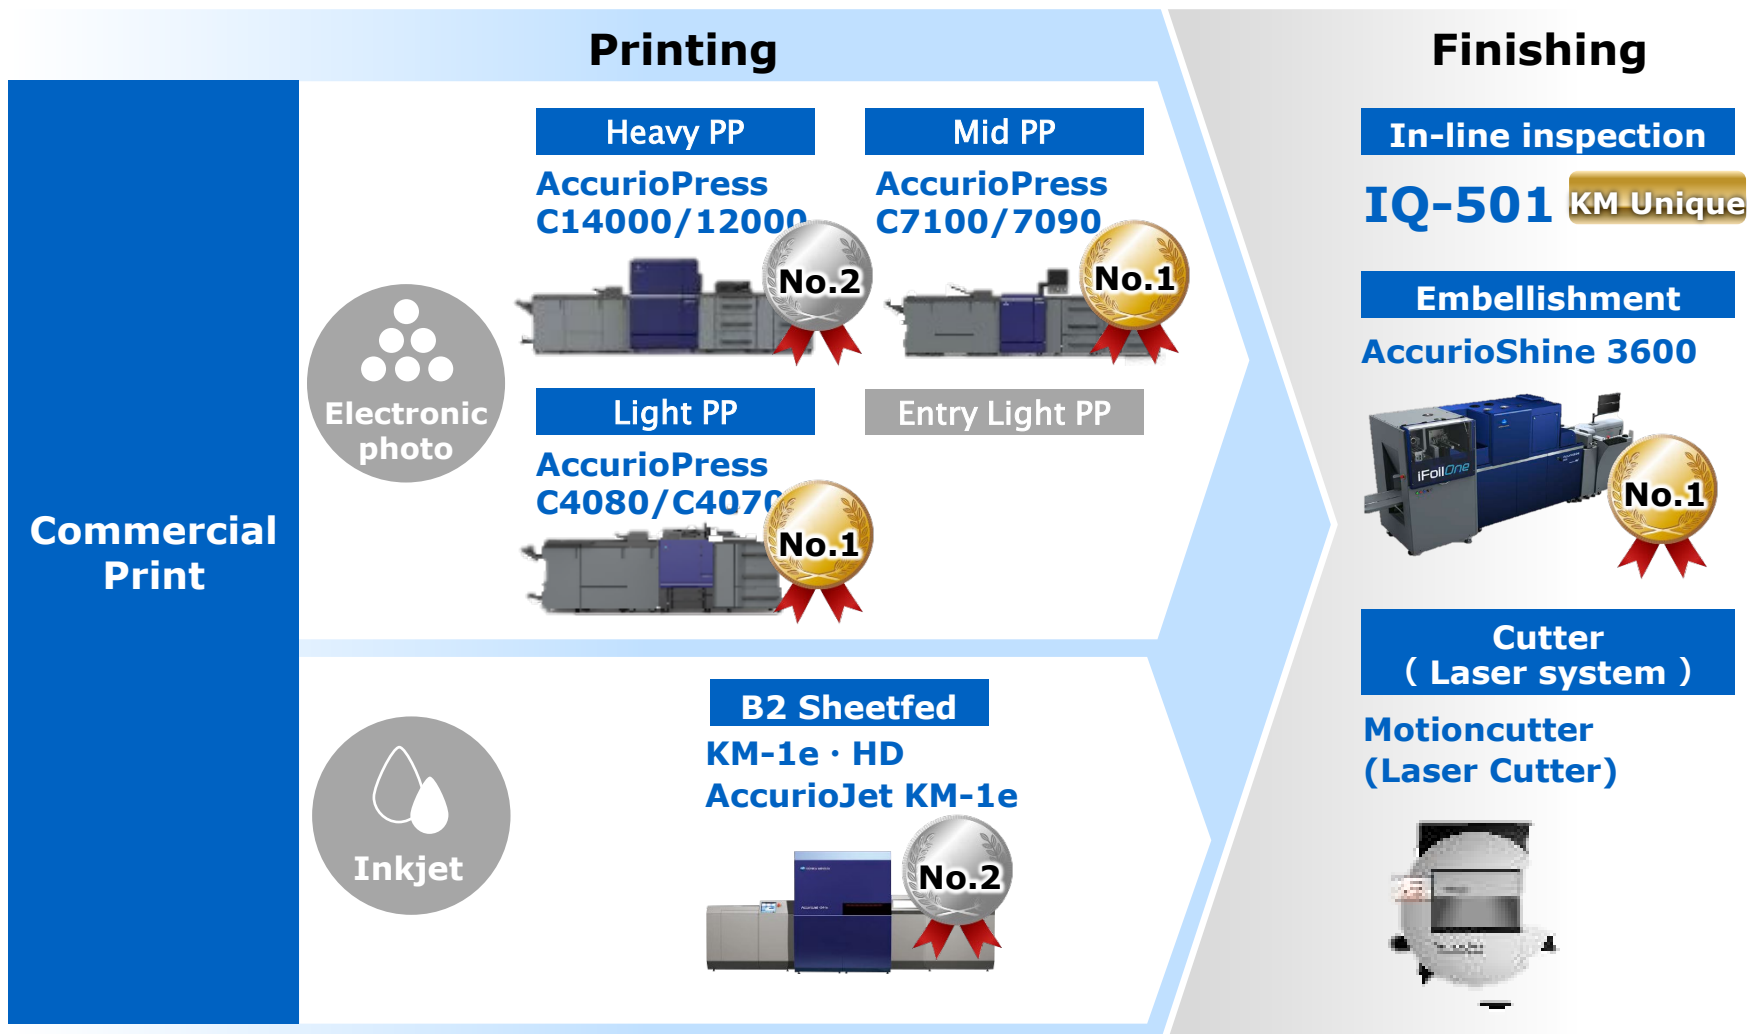 Printing
Finishing
Commercial
Print
Electronic
photo
Heavy PP
AccurioPress
C14000/12000
No.2
Mid PP
AccurioPress
C7100/7090
No.1
Light PP
AccurioPress
C4080/C4070
No.1
Entry Light PP
Inkjet
B2 Sheetfed
KM-1e・HD
AccurioJet KM-1e
No.2
In-line inspection
IQ-501
KM Unique
Embellishment
AccurioShine 3600
iFoilOne
No.1
Cutter
（ Laser system ）
Motioncutter
(Laser Cutter)